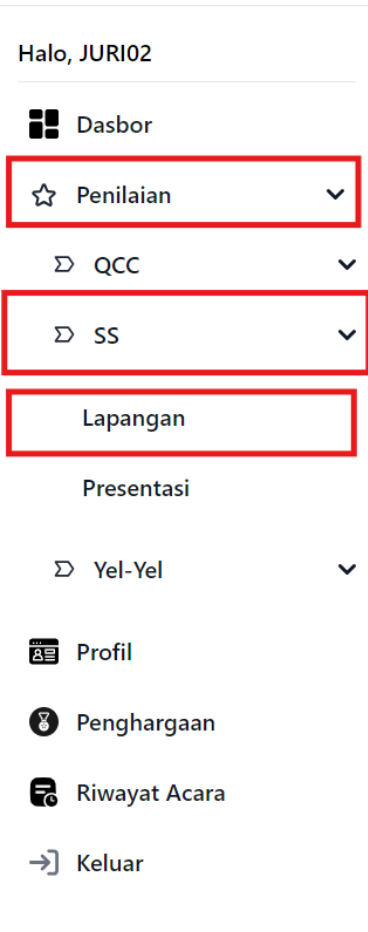 Halo, JURI02
Dasbor
Penilaian
QCC
SS
Lapangan
Presentasi
Yel-Yel
Profil
Penghargaan
Riwayat Acara
Keluar